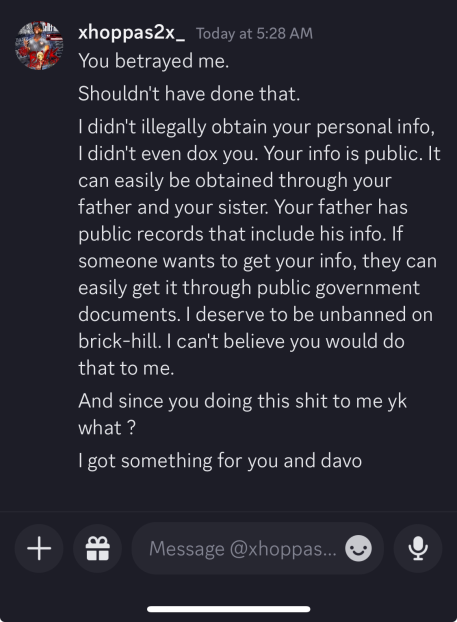 xhoppas2x_ Today at 5:28 AM
You betrayed me.
Shouldn't have done that.
I didn't illegally obtain your personal info,
I didn't even dox you. Your info is public. It
can easily be obtained through your
father and your sister. Your father has
public records that include his info. If
someone wants to get your info, they can
easily get it through public government
documents. I deserve to be unbanned on
brick-hill. I can't believe you would do
that to me.
And since you doing this shit to me yk
what ?
I got something for you and davo
Message @xhoppas...